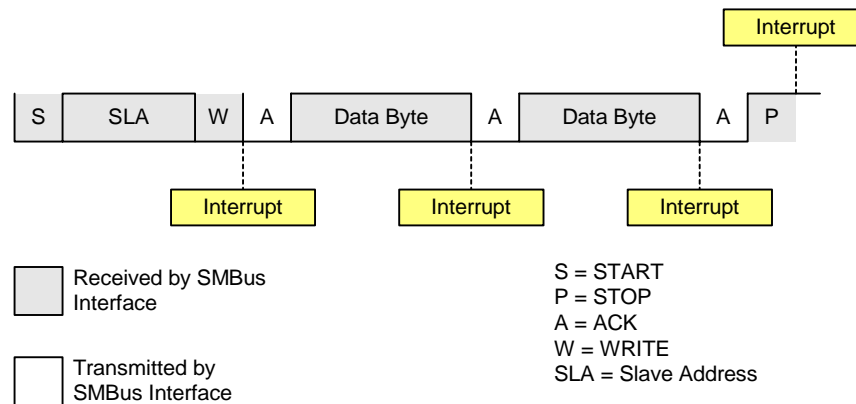 Interrupt
S SLA W A Data Byte A Data Byte A P
Interrupt Interrupt Interrupt
Received by SMBus
Interface
Transmitted by
SMBus Interface
S = START
P = STOP
A = ACK
W = WRITE
SLA = Slave Address